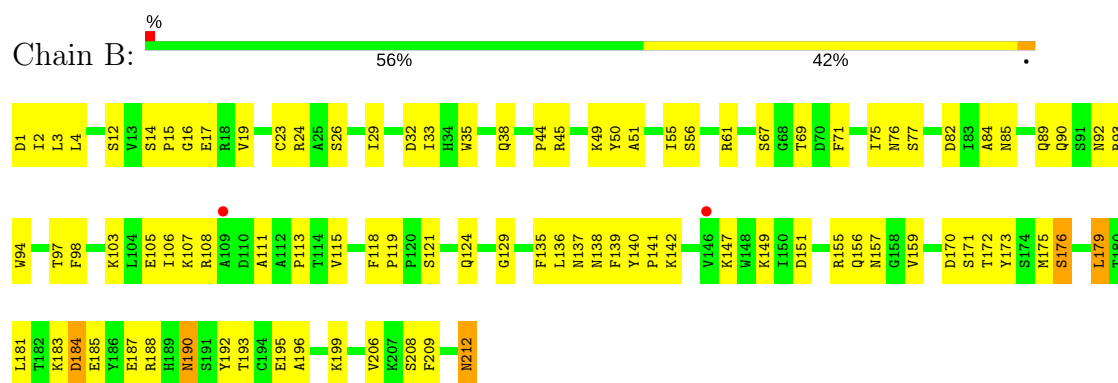 %
Chain B:
56% 42% •
D1 I2 L3 L4 S12 V13 S14 P15 G16 E17 R18 V19 C23 R24 A25 S26 I29 D32 I33 H34 W35 Q38 P44 R45 K49 Y50 A51 I55 S56 R61 S67 G68 T69 D70 F71 I75 N76 S77 D82 I83 A84 N85 Q89 Q90 S91 N92 R93
W94 T97 F98 K103 L104 E105 I106 K107 R108 A109 D110 A111 A112 P113 T114 V115 F118 P119 P120 S121 Q124 G129 F135 L136 N137 N138 F139 Y140 P141 K142 V146 K147 W148 K149 I150 D151 R155 Q156 N157 G158 V159 D170 S171 T172 Y173 S174 M175 S176 L179 T180
L181 T182 K183 D184 E185 Y186 E187 R188 H189 N190 S191 Y192 T193 C194 E195 A196 K199 V206 K207 S208 F209 N212